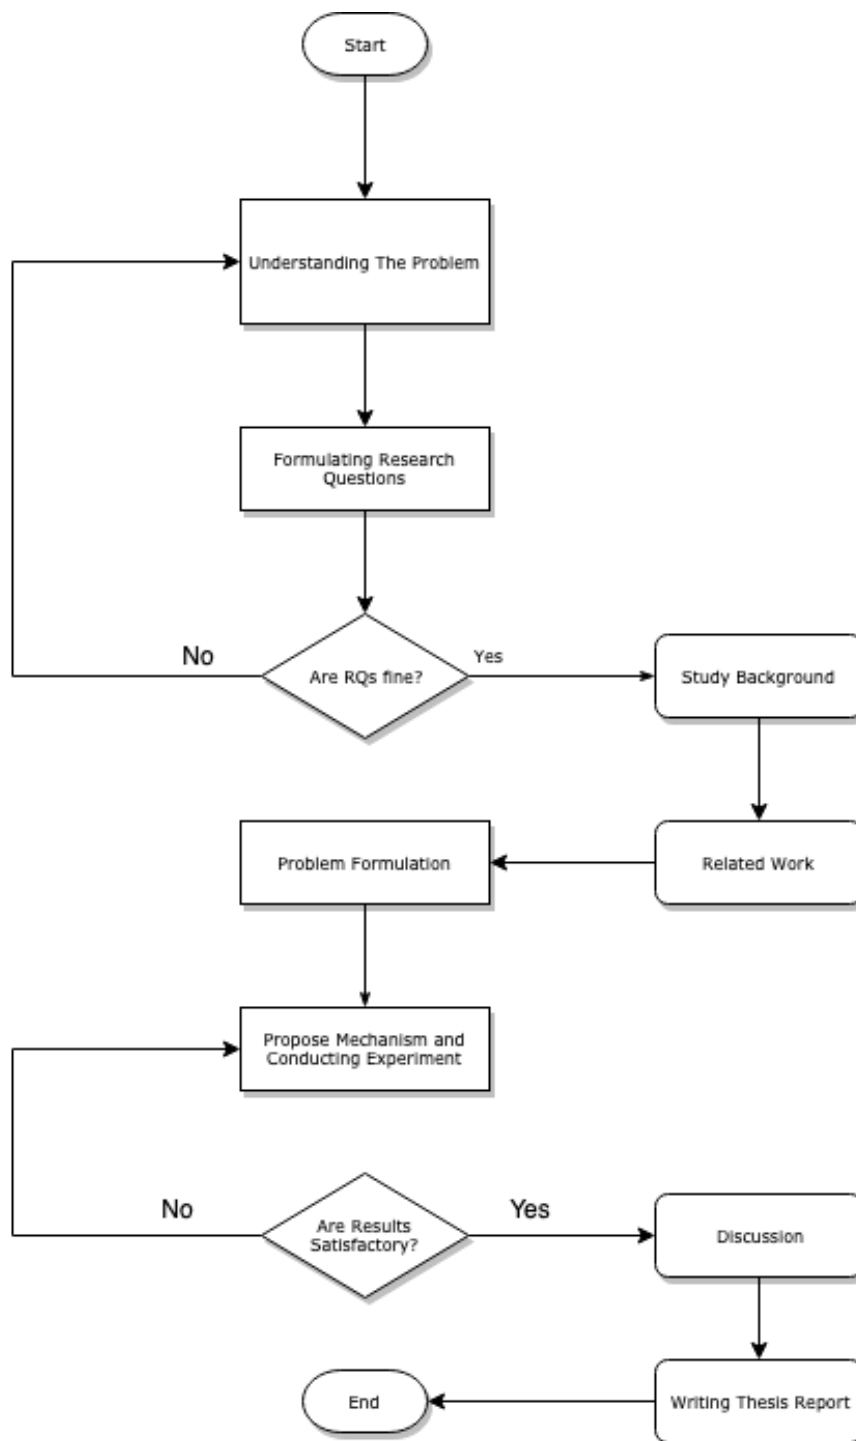 Start
Understanding The Problem
Formulating Research
Questions
No
Are RQs fine?
Yes
Study Background
Problem Formulation
Related Work
Propose Mechanism and
Conducting Experiment
No
Are Results
Satisfactory?
Yes
Discussion
End
Writing Thesis Report